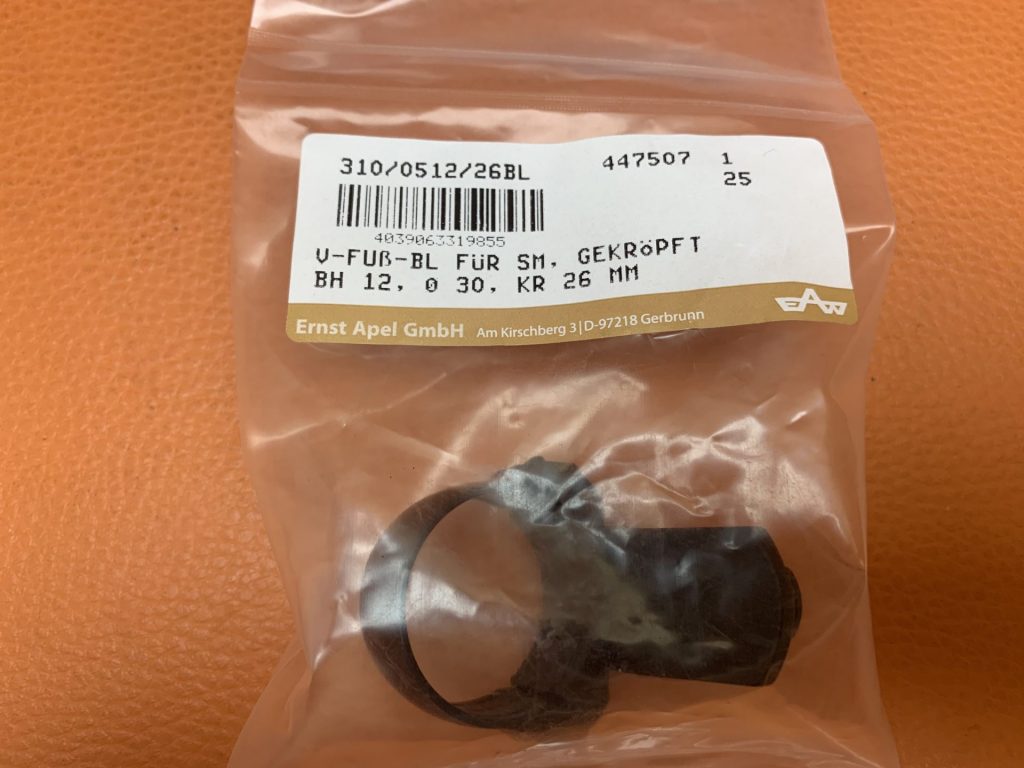 310/0512/26BL 447507 1
25
4039063319855
V-FUß-BL FüR SM, GEKRöPFT
BH 12, 0 30, KR 26 MM
EAW
Ernst Apel GmbH Am Kirschberg 3|D-97218 Gerbrunn